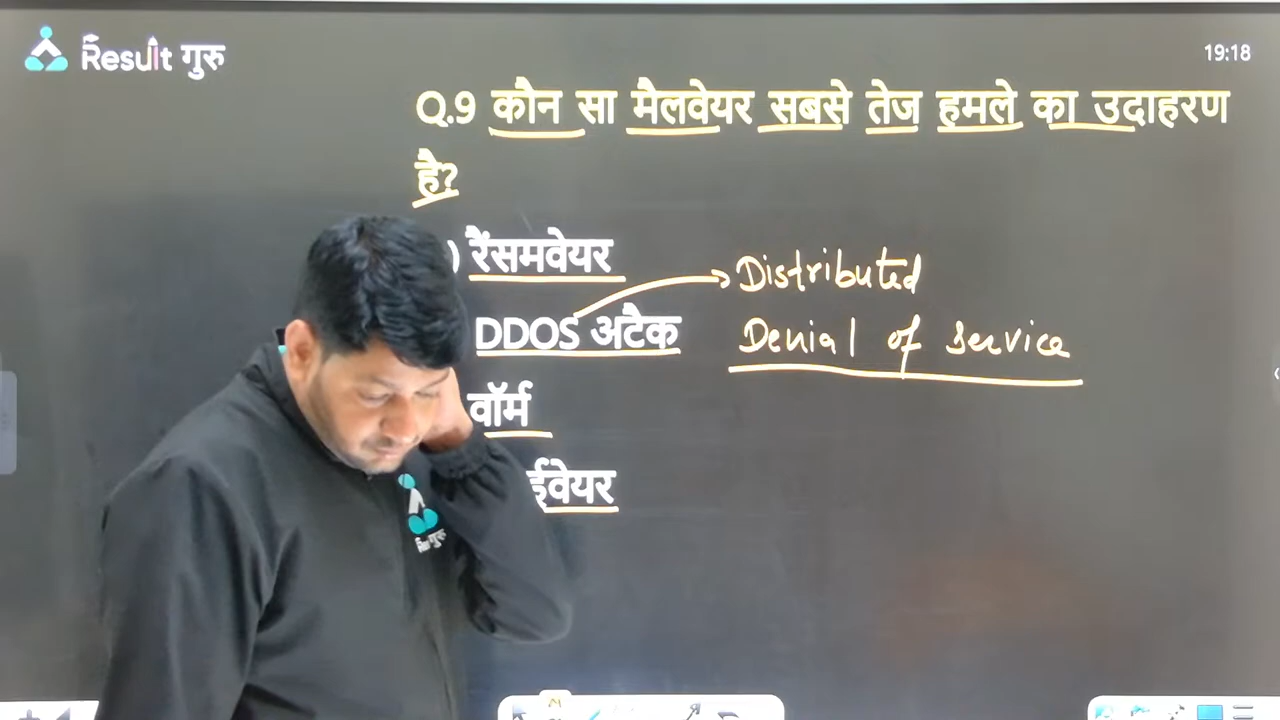 Result गुरु
19:18
Q.9 कौन सा मैलवेयर सबसे तेज हमले का उदाहरण
है?
) रैंसमवेयर
Distributed
DDOS अटैक
Denial of Service
वॉर्म
ईवेयर